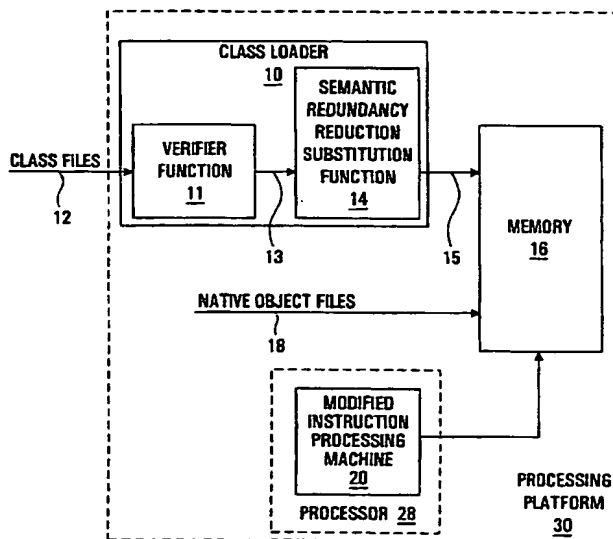 CLASS LOADER
10
SEMANTIC
REDUNDANCY
REDUCTION
SUBSTITUTION
FUNCTION
14
VERIFIER
FUNCTION
11
CLASS FILES
12
13
15
MEMORY
16
NATIVE OBJECT FILES
18
MODIFIED
INSTRUCTION
PROCESSING
MACHINE
20
PROCESSOR 28
PROCESSING
PLATFORM
30